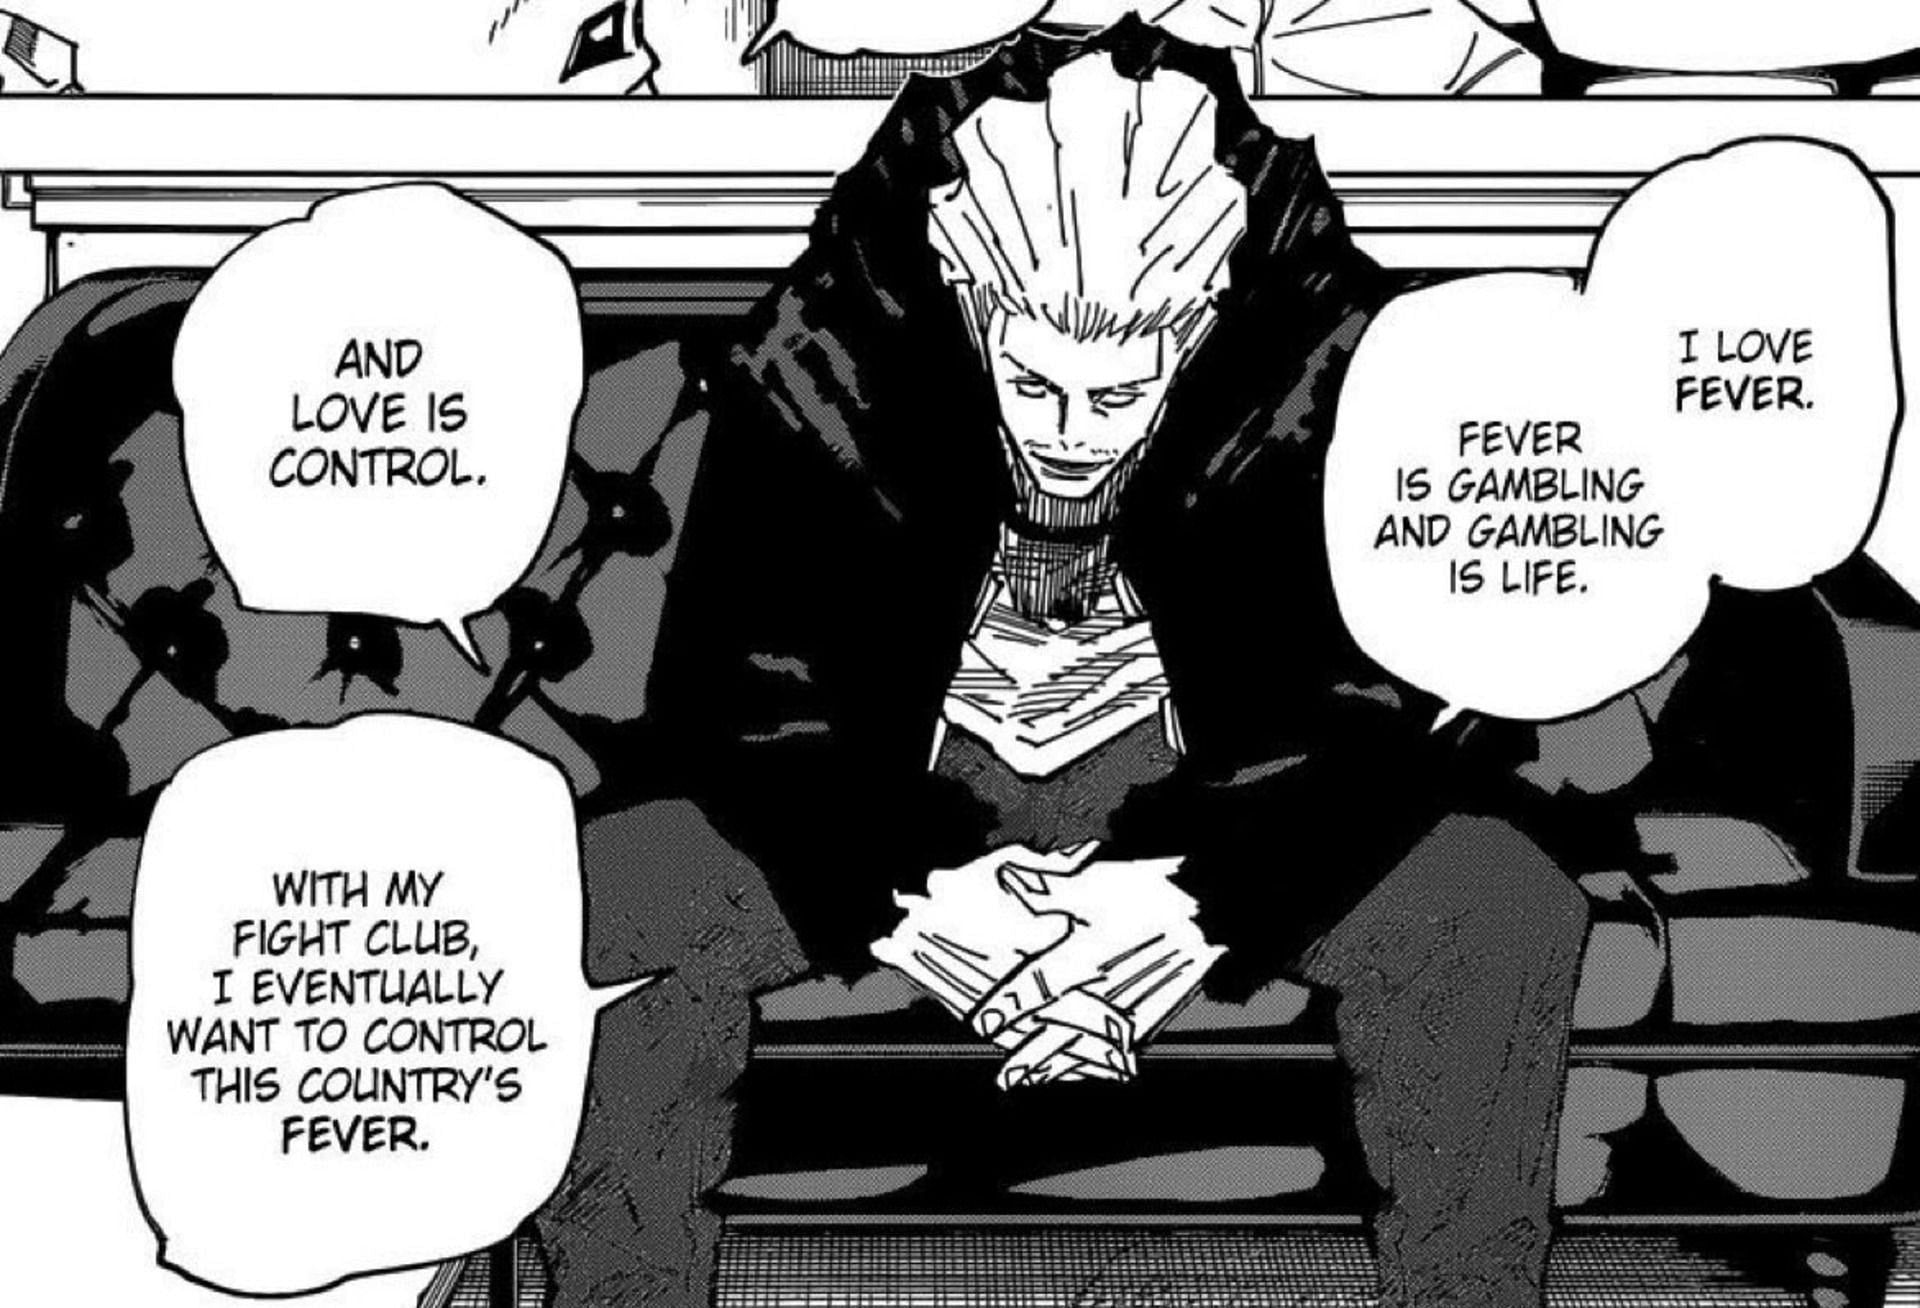 I LOVE
FEVER.
FEVER
IS GAMBLING
AND GAMBLING
IS LIFE.
AND
LOVE IS
CONTROL.
WITH MY
FIGHT CLUB,
I EVENTUALLY
WANT TO CONTROL
THIS COUNTRY'S
FEVER.